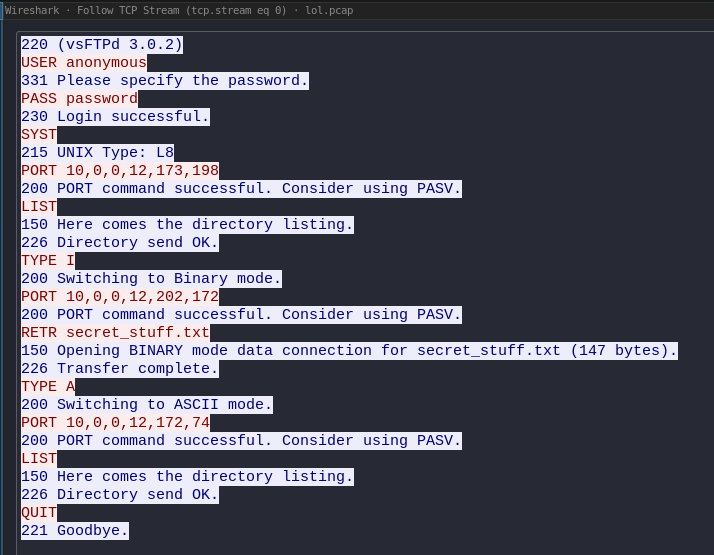 Wireshark · Follow TCP Stream (tcp.stream eq 0) · lol.pcap
220 (vsFTPd 3.0.2)
USER anonymous
331 Please specify the password.
PASS password
230 Login successful.
SYST
215 UNIX Type: L8
PORT 10,0,0,12,173,198
200 PORT command successful. Consider using PASV.
LIST
150 Here comes the directory listing.
226 Directory send OK.
TYPE I
200 Switching to Binary mode.
PORT 10,0,0,12,202,172
200 PORT command successful. Consider using PASV.
RETR secret_stuff.txt
150 Opening BINARY mode data connection for secret_stuff.txt (147 bytes).
226 Transfer complete.
TYPE A
200 Switching to ASCII mode.
PORT 10,0,0,12,172,74
200 PORT command successful. Consider using PASV.
LIST
150 Here comes the directory listing.
226 Directory send OK.
QUIT
221 Goodbye.